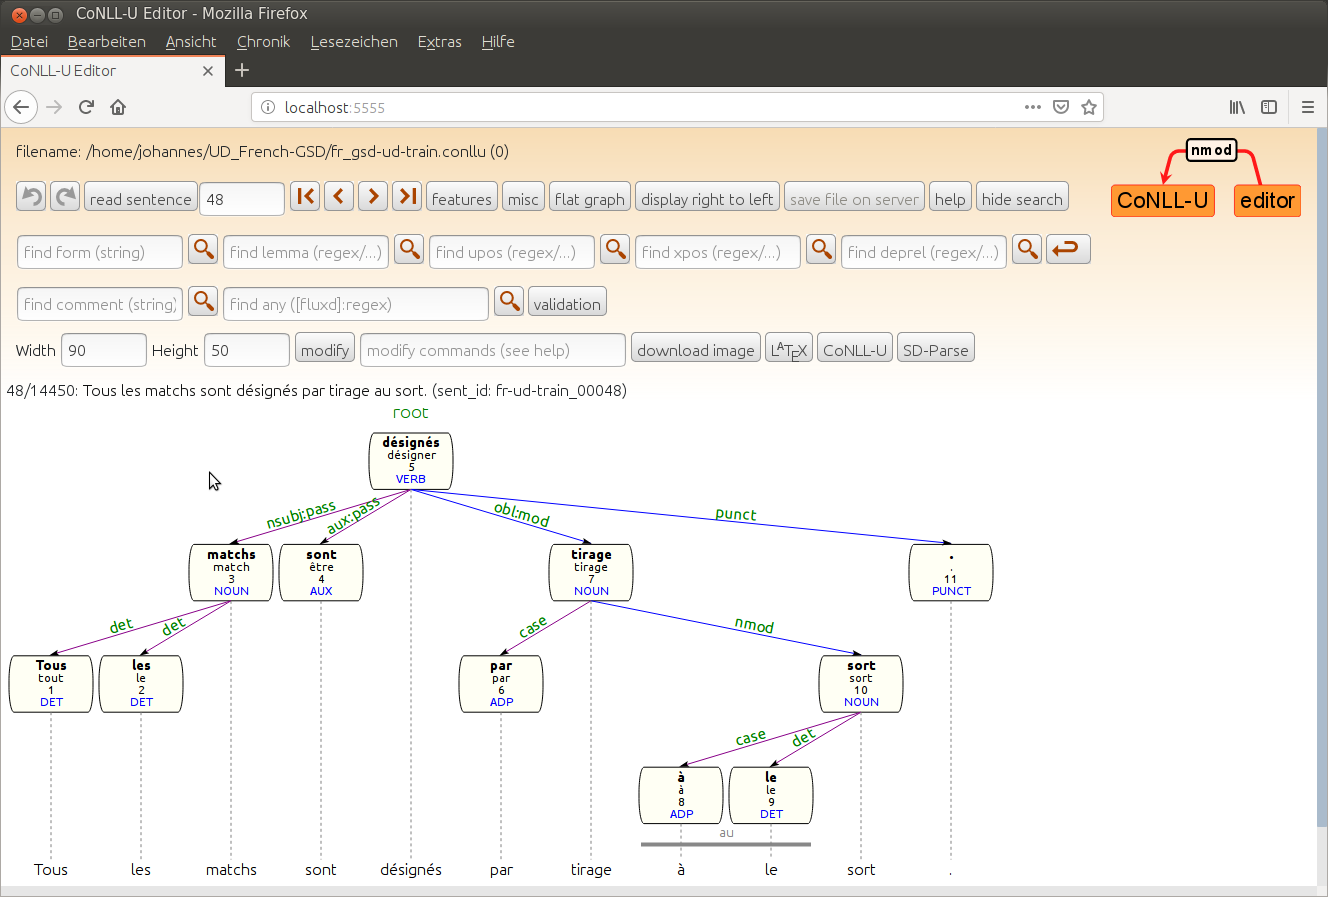 CoNLL-U Editor - Mozilla Firefox
Datei Bearbeiten Ansicht Chronik Lesezeichen Extras Hilfe
CoNLL-U Editor
localhost:5555
filename: /home/johannes/UD_French-GSD/fr_gsd-ud-train.conllu (0)
nmod
CoNLL-U editor
read sentence 48 features misc flat graph display right to left save file on server help hide search
find form (string) find lemma (regex/...) find upos (regex/...) find xpos (regex/...) find deprel (regex/...)
find comment (string) find any ([fluxd]:regex) validation
Width 90 Height 50 modify modify commands (see help) download image LATEX CoNLL-U SD-Parse
48/14450: Tous les matchs sont désignés par tirage au sort. (sent_id: fr-ud-train_00048)
root
désignés
désigner
5
VERB
nsubj:pass aux:pass obl:mod punct
matchs sont tirage .
match être tirage .
3 4 7 11
NOUN AUX NOUN PUNCT
det det case nmod
Tous les par sort
tout le par sort
1 2 6 10
DET DET ADP NOUN
case det
à le
à le
8 9
ADP DET
au
Tous les matchs sont désignés par tirage à le sort .